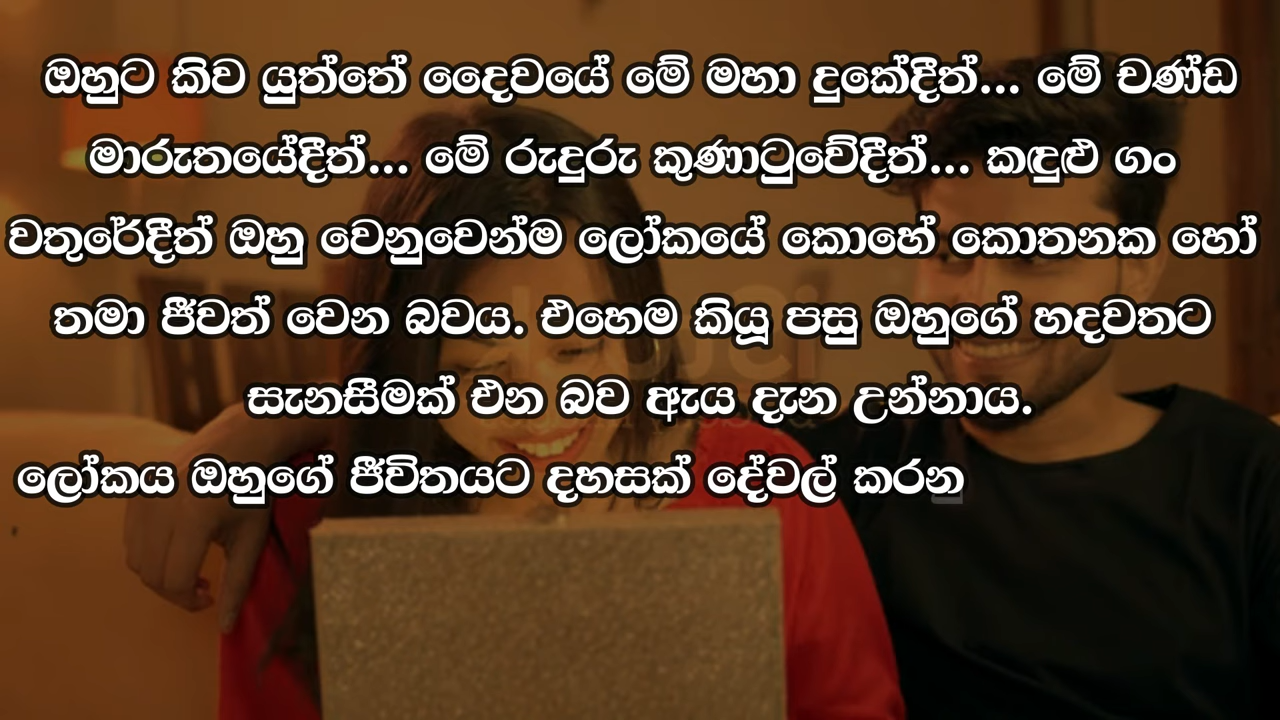 ඔහුට කිව යුත්තේ දෛවයේ මේ මහා දුකේදීත්... මේ චණ්ඩ
මාරුතයේදීත්... මේ රුදුරු කුණාටුවේදීත්... කඳුළු ගං
වතුරේදීත් ඔහු වෙනුවෙන්ම ලෝකයේ කොහේ කොතනක හෝ
තමා ජීවත් වෙන බවය. එහෙම කියූ පසු ඔහුගේ හදවතට
සැනසීමක් එන බව ඇය දැන උන්නාය.
ලෝකය ඔහුගේ ජීවිතයට දහසක් දේවල් කරන